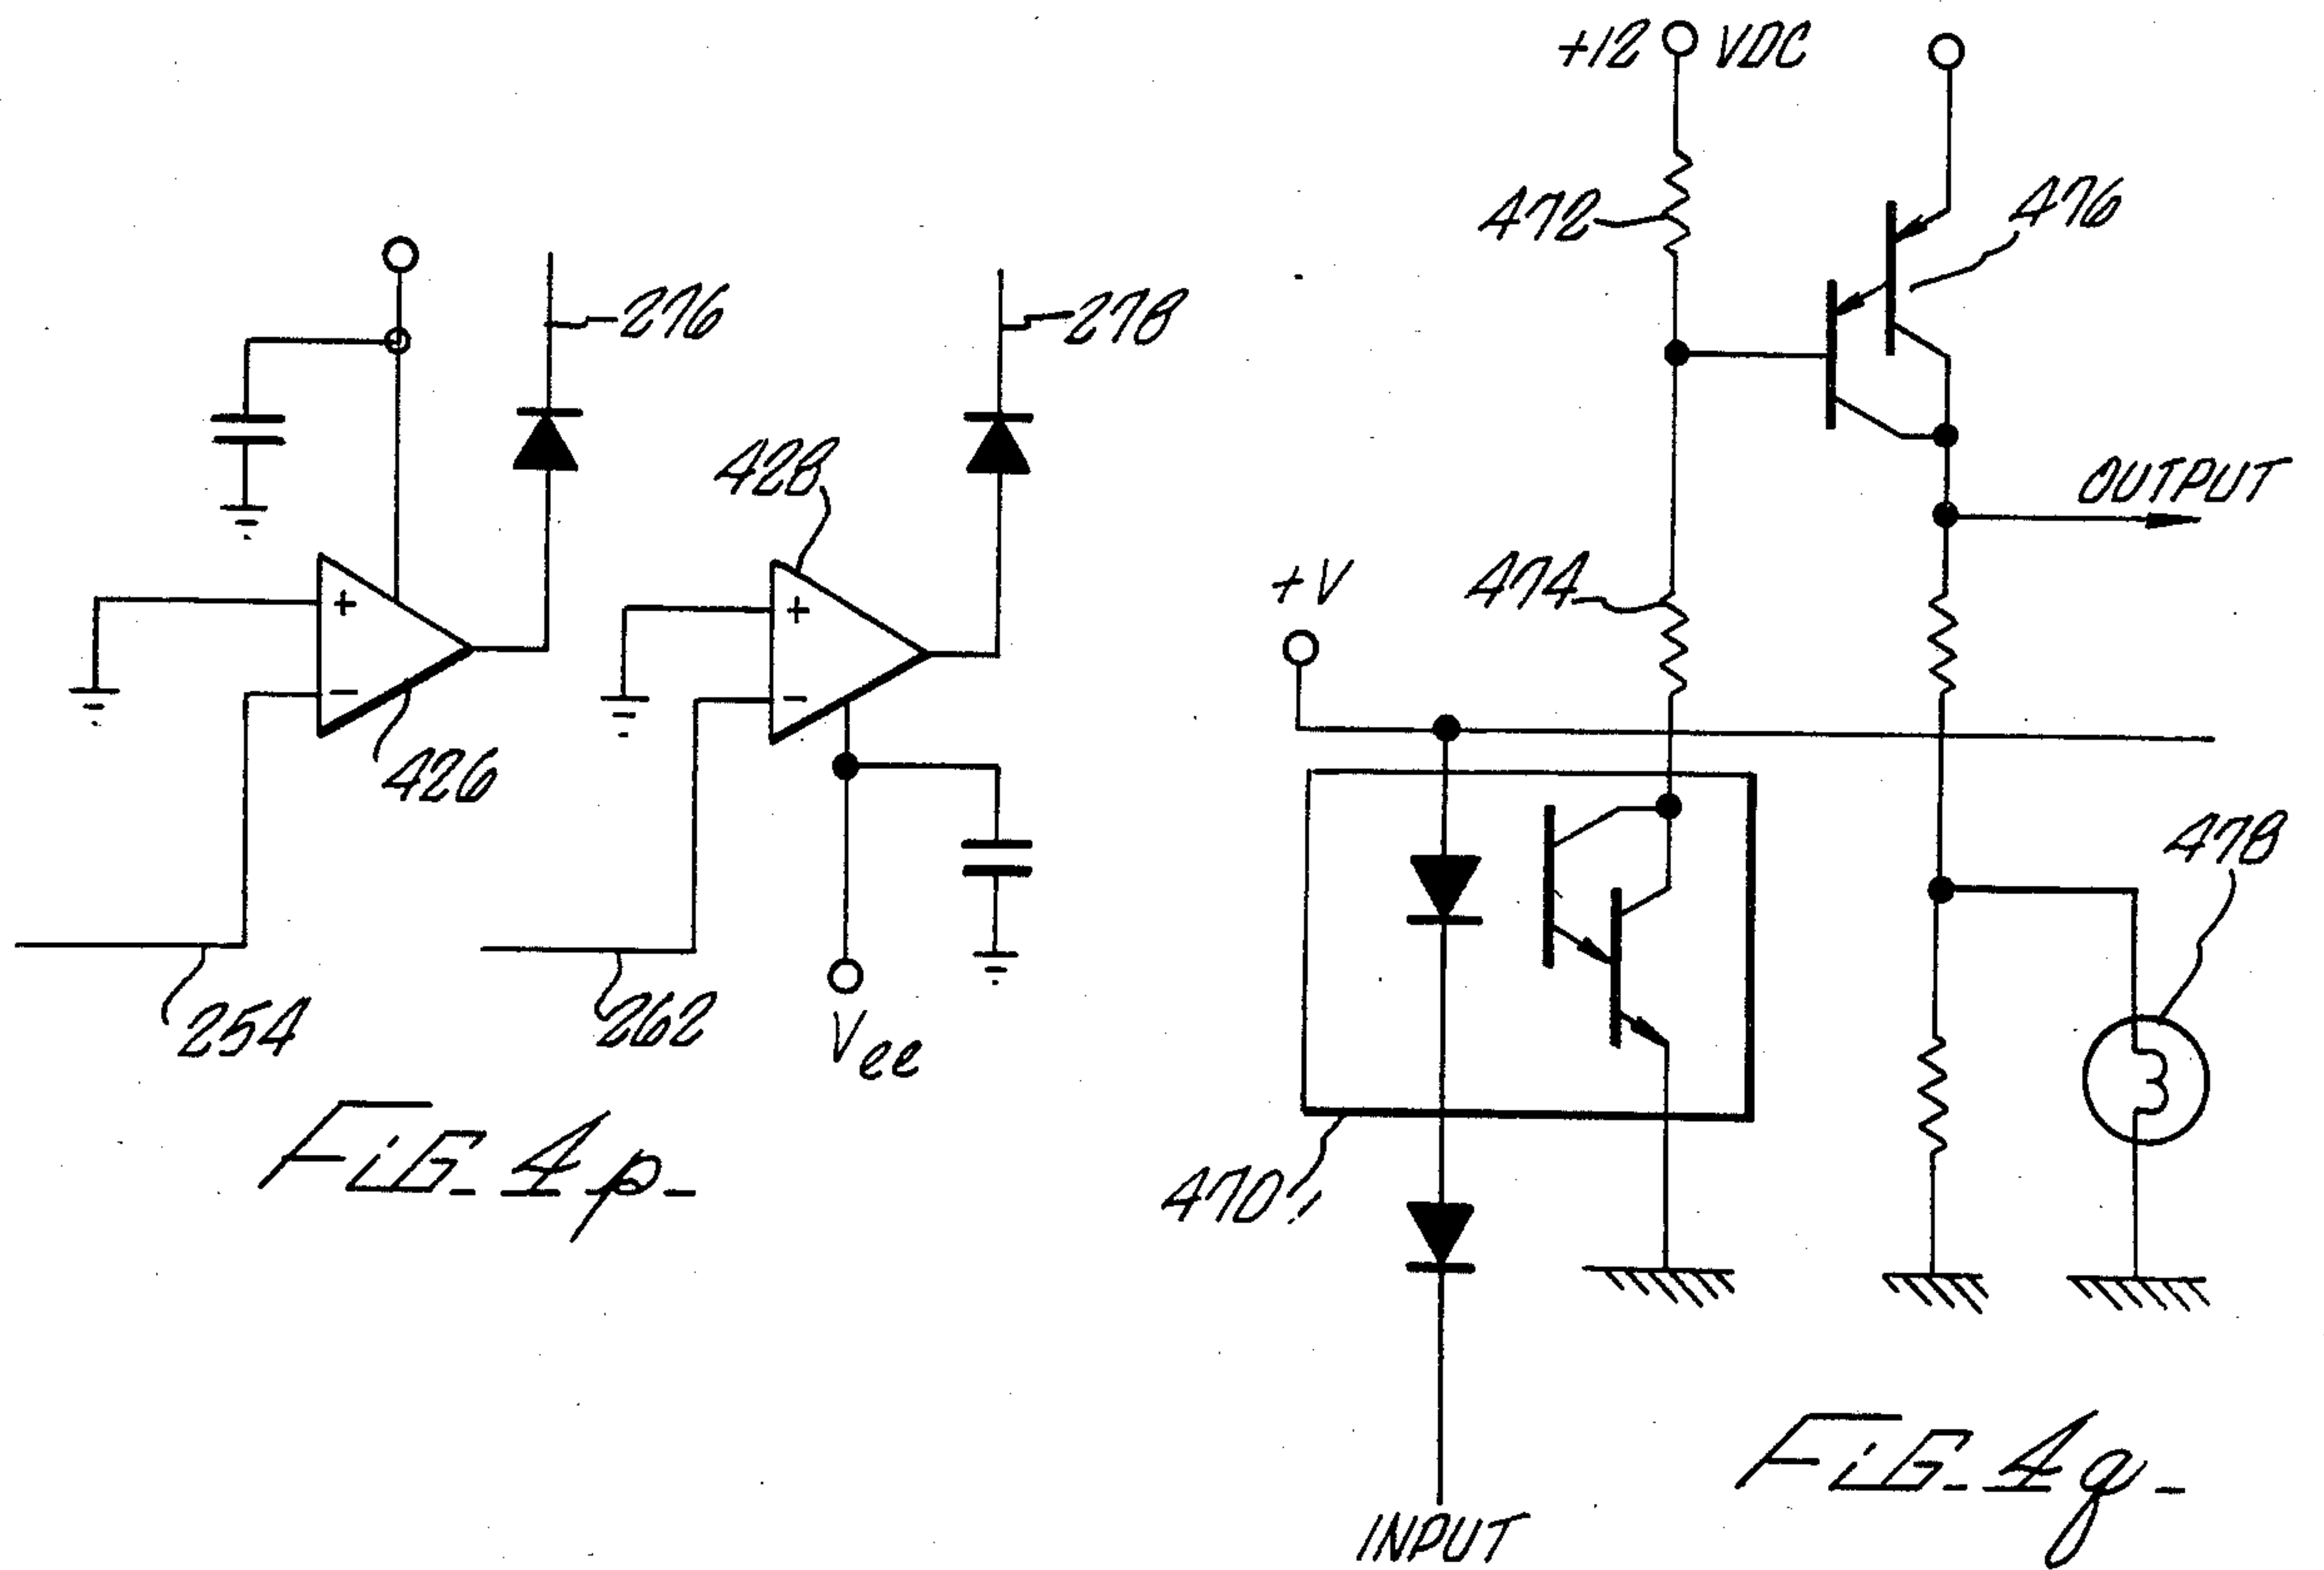 276
278
428
+
-
426
+
-
254
262
Vee
FIG. 4p.
+12 VDC
472
476
OUTPUT
+V
474
478
470
INPUT
FIG. 4q